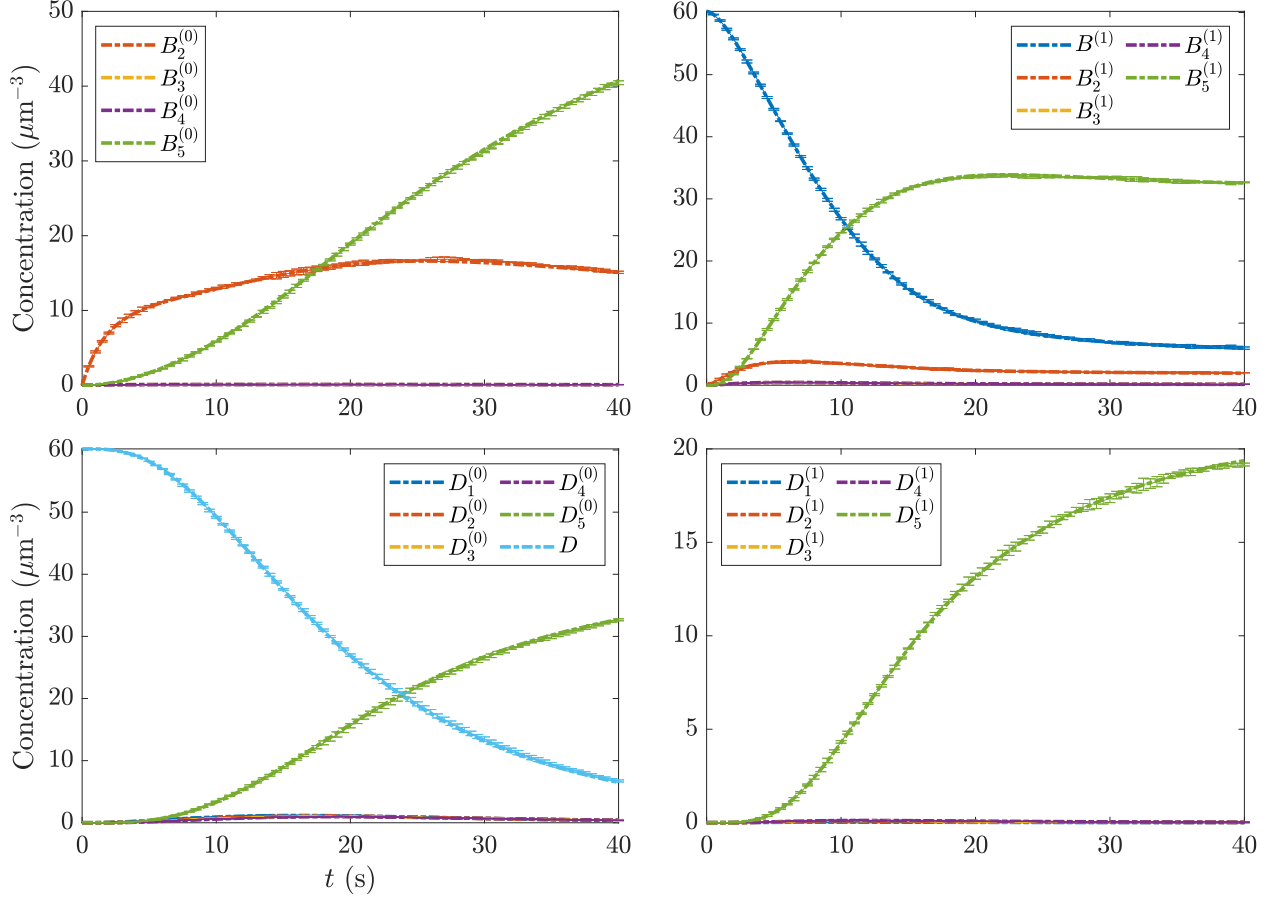 50
40
30
20
10
0
0 10 20 30 40
Concentration (μm⁻³)
B₂⁽⁰⁾
B₃⁽⁰⁾
B₄⁽⁰⁾
B₅⁽⁰⁾
60
50
40
30
20
10
0
0 10 20 30 40
B⁽¹⁾ B₄⁽¹⁾
B₂⁽¹⁾ B₅⁽¹⁾
B₃⁽¹⁾
60
50
40
30
20
10
0
0 10 20 30 40
Concentration (μm⁻³)
t (s)
D₁⁽⁰⁾ D₄⁽⁰⁾
D₂⁽⁰⁾ D₅⁽⁰⁾
D₃⁽⁰⁾ D
20
15
10
5
0
0 10 20 30 40
D₁⁽¹⁾ D₄⁽¹⁾
D₂⁽¹⁾ D₅⁽¹⁾
D₃⁽¹⁾